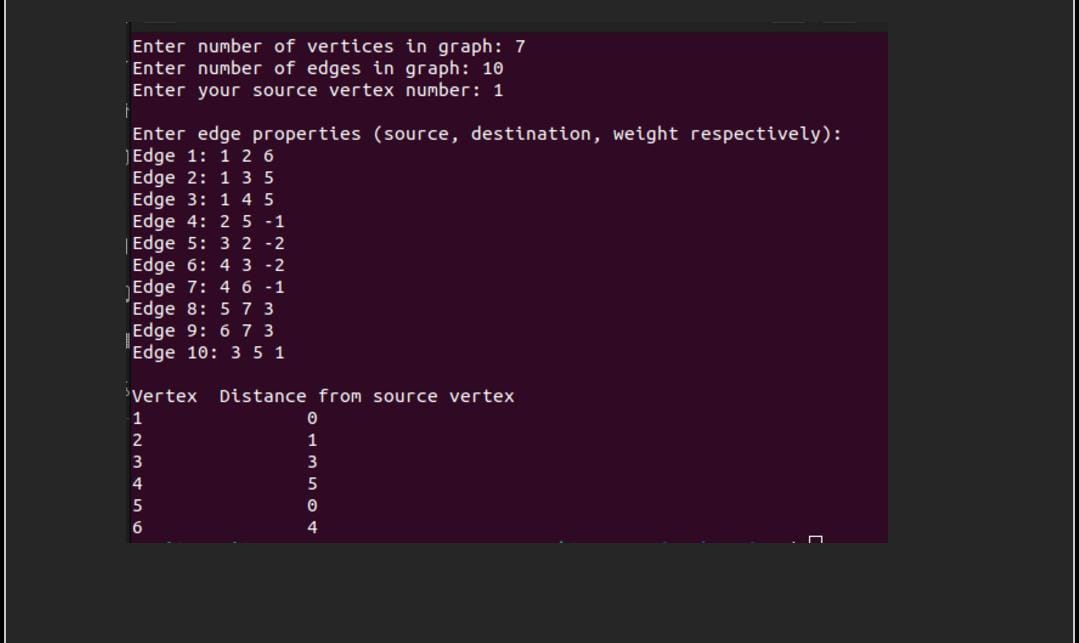 Enter number of vertices in graph: 7
Enter number of edges in graph: 10
Enter your source vertex number: 1
Enter edge properties (source, destination, weight respectively):
Edge 1: 1 2 6
Edge 2: 1 3 5
Edge 3: 1 4 5
Edge 4: 2 5 -1
Edge 5: 3 2 -2
Edge 6: 4 3 -2
Edge 7: 4 6 -1
Edge 8: 5 7 3
Edge 9: 6 7 3
Edge 10: 3 5 1
Vertex  Distance from source vertex
1 0
2 1
3 3
4 5
5 0
6 4